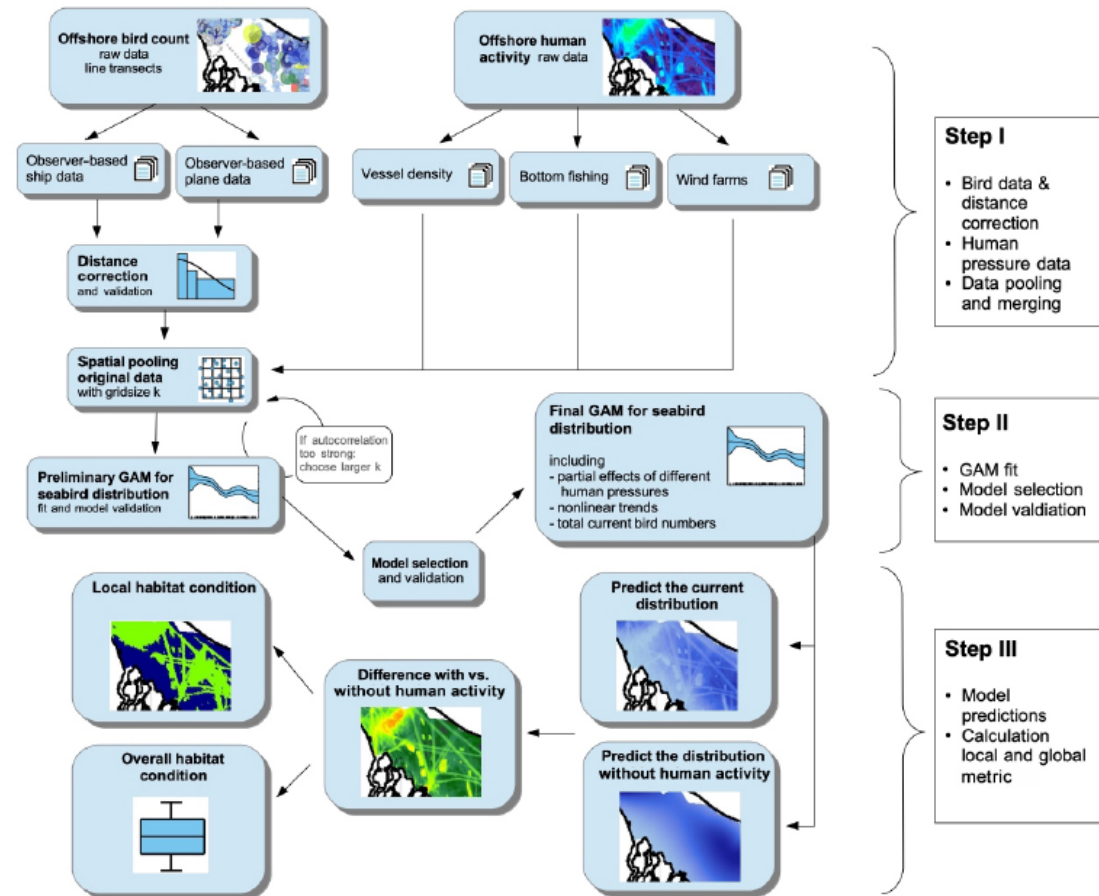 Offshore bird count
raw data
line transects
Offshore human
activity raw data
Observer-based
ship data
Observer-based
plane data
Vessel density
Bottom fishing
Wind farms
Distance
correction
and validation
Spatial pooling
original data
with gridsize k
If autocorrelation
too strong:
choose larger k
Preliminary GAM for
seabird distribution
fit and model validation
Model selection
and validation
Final GAM for seabird
distribution
including
- partial effects of different
human pressures
- nonlinear trends
- total current bird numbers
Local habitat condition
Overall habitat
condition
Difference with vs.
without human activity
Predict the current
distribution
Predict the distribution
without human activity
Step I
• Bird data &
distance
correction
• Human
pressure data
• Data pooling
and merging
Step II
• GAM fit
• Model selection
• Model valdiation
Step III
• Model
predictions
• Calculation
local and global
metric